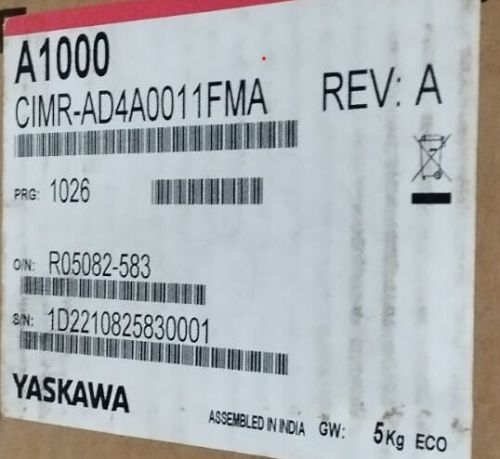 A1000
CIMR-AD4A0011FMA REV: A
PRG: 1026
O/N: R05082-583
S/N: 1D2210825830001
YASKAWA
ASSEMBLED IN INDIA GW: 5Kg ECO